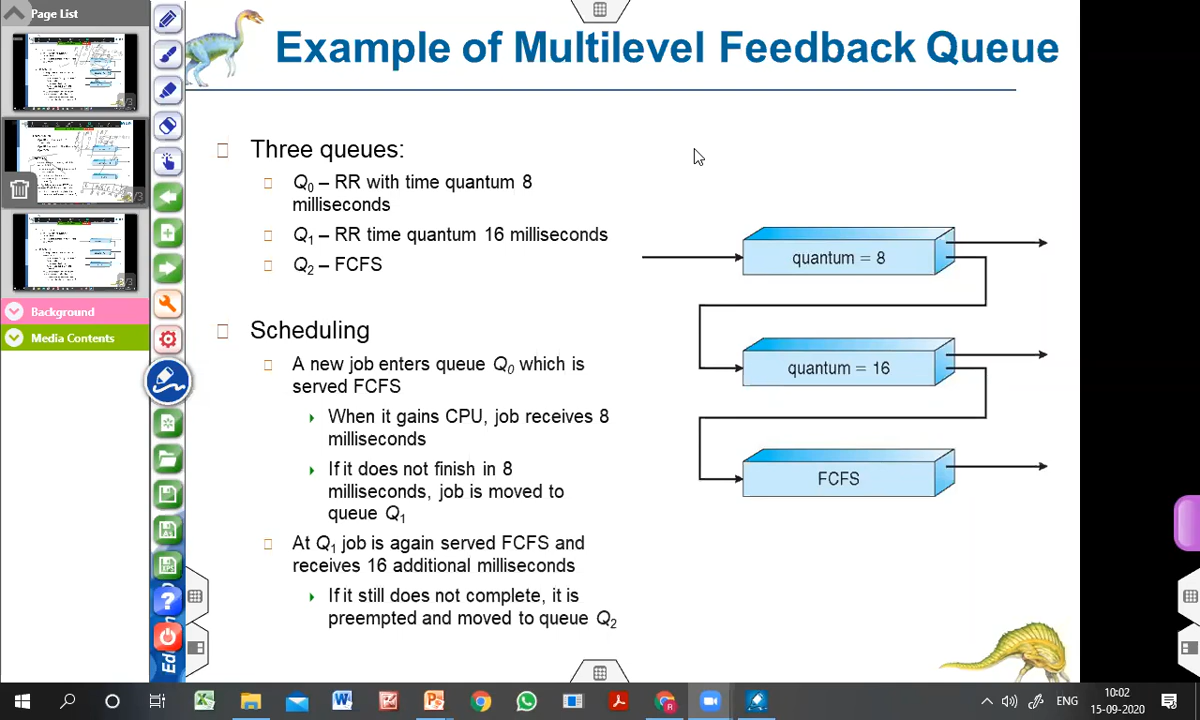 Page List
Example of Multilevel Feedback Queue
Three queues:
Q0 – RR with time quantum 8
milliseconds
Q1 – RR time quantum 16 milliseconds
Q2 – FCFS
Scheduling
A new job enters queue Q0 which is
served FCFS
When it gains CPU, job receives 8
milliseconds
If it does not finish in 8
milliseconds, job is moved to
queue Q1
At Q1 job is again served FCFS and
receives 16 additional milliseconds
If it still does not complete, it is
preempted and moved to queue Q2
quantum = 8
quantum = 16
FCFS
Background
Media Contents
ENG
10:02
15-09-2020